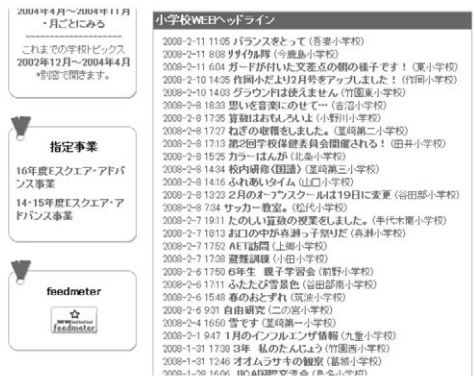 2004年4月～2004年11月
・月ごとにみる
これまでの学校トピックス
2002年12月～2004年4月
*別窓で開きます。
指定事業
16年度Eスクエア・アドバンス事業
14・15年度Eスクエア・アドバンス事業
feedmeter
feedmeter
小学校WEBヘッドライン
2008-2-11 11:05 バランスをとって (吾妻小学校)
2008-2-11 8:08 リサイクル隊 (今鹿島小学校)
2008-2-11 6:04 ガードが付いた交差点の朝の様子です！ (東小学校)
2008-2-10 14:35 作岡小だより2月号をアップしました！ (作岡小学校)
2008-2-10 14:03 グラウンドは使えません (竹園東小学校)
2008-2-8 18:33 思いを音楽にのせて… (吉沼小学校)
2008-2-8 17:35 算数はおもしろいよ (小野川小学校)
2008-2-8 17:27 ねぎの収穫をしました。 (茎崎第二小学校)
2008-2-8 17:13 第2回学校保健委員会開催される！ (田井小学校)
2008-2-8 15:25 カラーはんが (北条小学校)
2008-2-8 14:34 校内研修〈国語〉 (茎崎第三小学校)
2008-2-8 14:16 ふれあいタイム (山口小学校)
2008-2-8 13:23 2月のオープンスクールは19日に変更 (谷田部小学校)
2008-2-8 7:34 サッカー教室。 (松代小学校)
2008-2-7 19:11 たのしい算数の授業をしました。 (手代木南小学校)
2008-2-7 18:13 お口の中が真瀬っ子祭りだ (真瀬小学校)
2008-2-7 17:52 AET訪問 (上郷小学校)
2008-2-7 17:38 避難訓練 (小田小学校)
2008-2-6 17:50 6年生 親子学習会 (前野小学校)
2008-2-6 17:11 ふたたび雪景色 (谷田部南小学校)
2008-2-6 15:48 春のおとずれ (筑波小学校)
2008-2-6 9:31 自由研究 (二の宮小学校)
2008-2-4 16:50 雪です (茎崎第一小学校)
2008-2-1 9:47 1月のインフルエンザ情報 (九重小学校)
2008-1-31 17:38 3年 私のたんじょう (竹園西小学校)
2008-1-31 12:46 オオムラサキの観察 (葛城小学校)